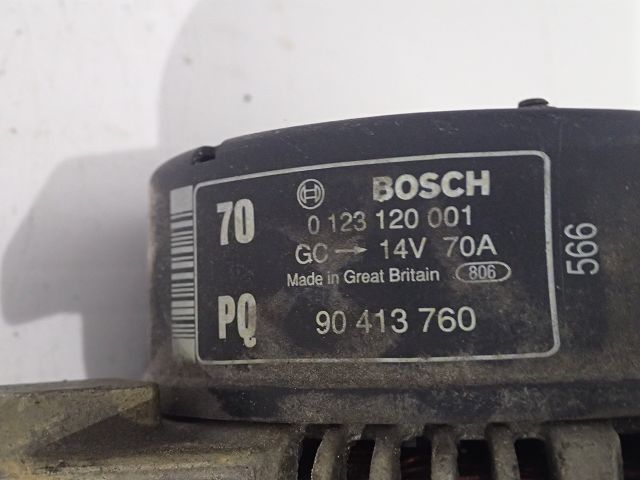 70 BOSCH
0 123 120 001
GC → 14V 70A
Made in Great Britain 806
PQ 90 413 760
566